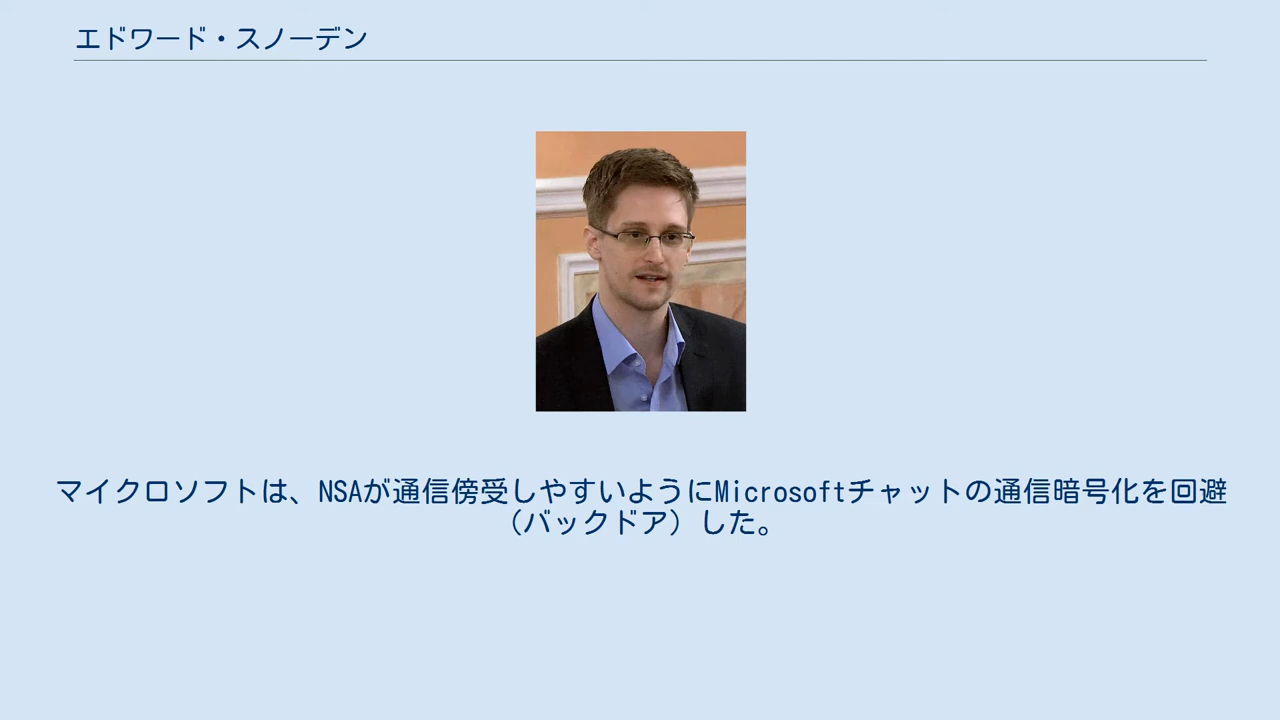 エドワード・スノーデン
マイクロソフトは、NSAが通信傍受しやすいようにMicrosoftチャットの通信暗号化を回避
（バックドア）した。